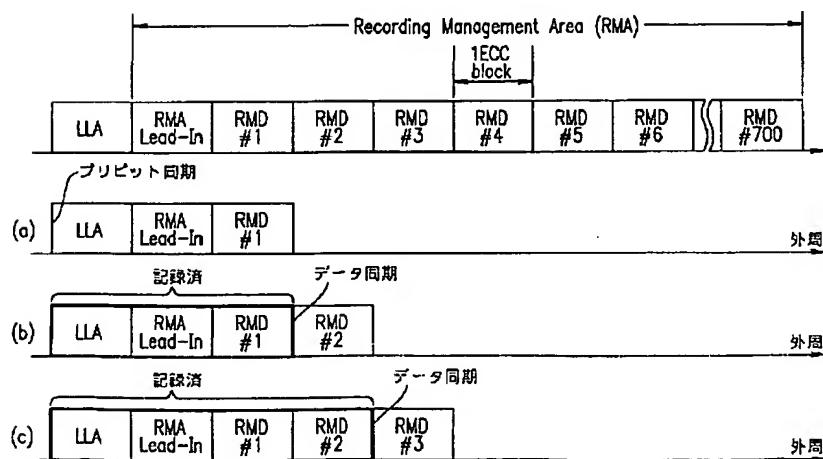 Recording Management Area (RMA)
1ECC
block
LLA
RMA
Lead-In
RMD
#1
RMD
#2
RMD
#3
RMD
#4
RMD
#5
RMD
#6
RMD
#700
プリピット同期
(a)
LLA
RMA
Lead-In
RMD
#1
外周
記録済
データ同期
(b)
LLA
RMA
Lead-In
RMD
#1
RMD
#2
外周
記録済
データ同期
(c)
LLA
RMA
Lead-In
RMD
#1
RMD
#2
RMD
#3
外周